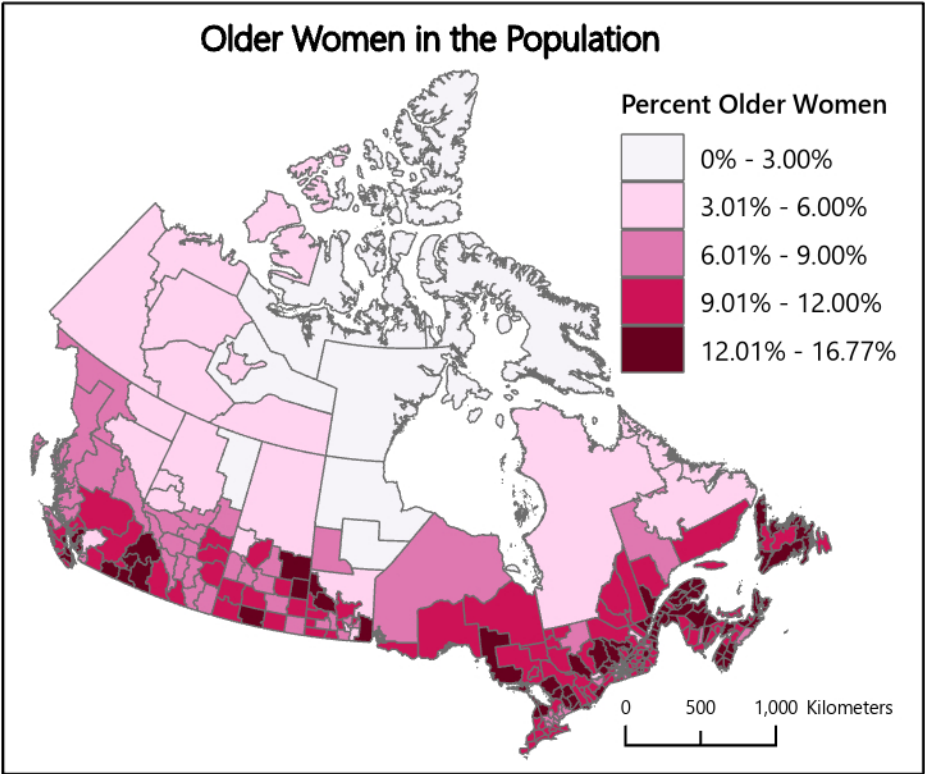 Older Women in the Population
Percent Older Women
0% - 3.00%
3.01% - 6.00%
6.01% - 9.00%
9.01% - 12.00%
12.01% - 16.77%
0 500 1,000 Kilometers